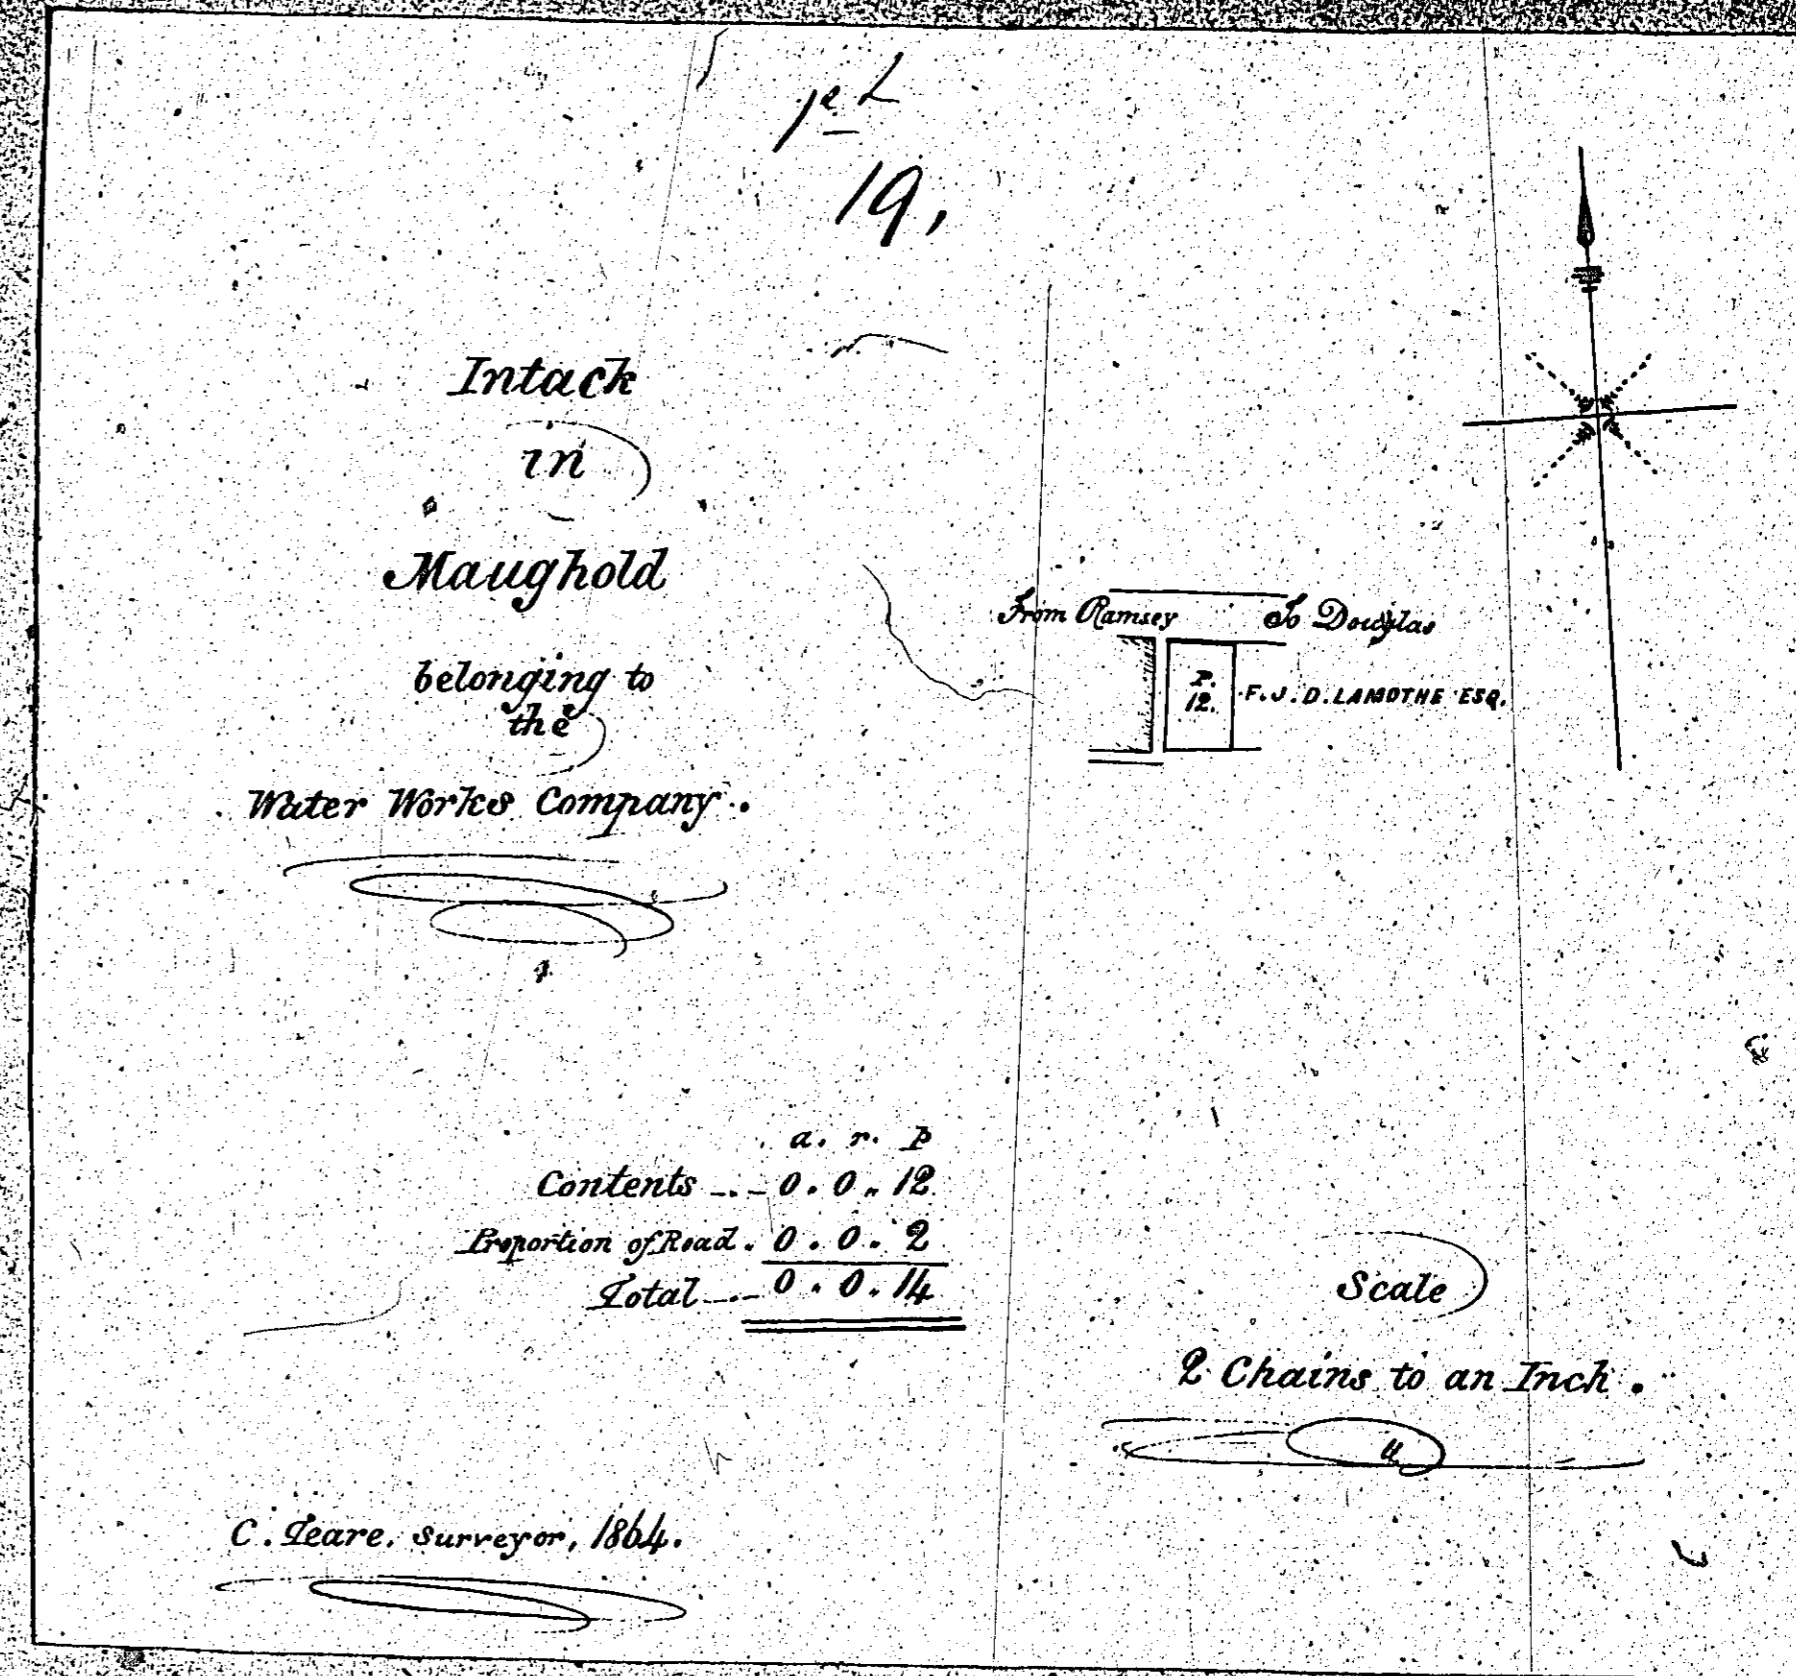 19,
Intack
in
Maughold
belonging to
the
Water Works Company.
From Ramsey To Douglas
P.
12.
F.J.D. LAMOTHE ESQ.
a. r. p
Contents -.- 0. 0. 12
Proportion of Road. 0. 0. 2
Total -.- 0. 0. 14
Scale
2 Chains to an Inch.
C. Teare. Surveyor, 1864.